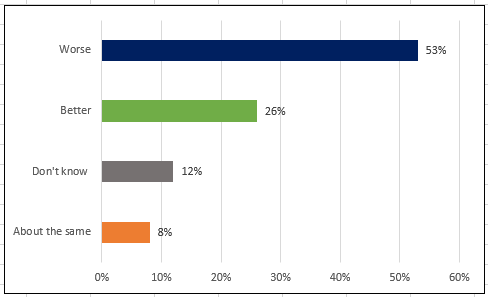 Worse 53%
Better 26%
Don't know 12%
About the same 8%
0% 10% 20% 30% 40% 50% 60%